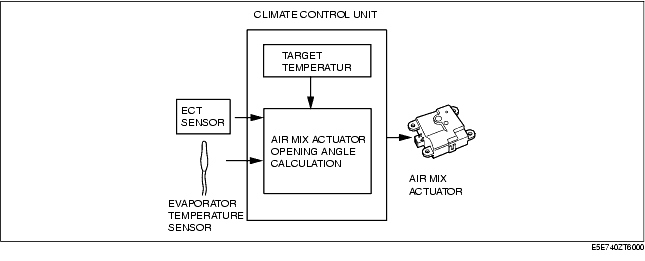 CLIMATE CONTROL UNIT
TARGET
TEMPERATUR
ECT
SENSOR
AIR MIX ACTUATOR
OPENING ANGLE
CALCULATION
AIR MIX
ACTUATOR
EVAPORATOR
TEMPERATURE
SENSOR
E5E740ZT6000